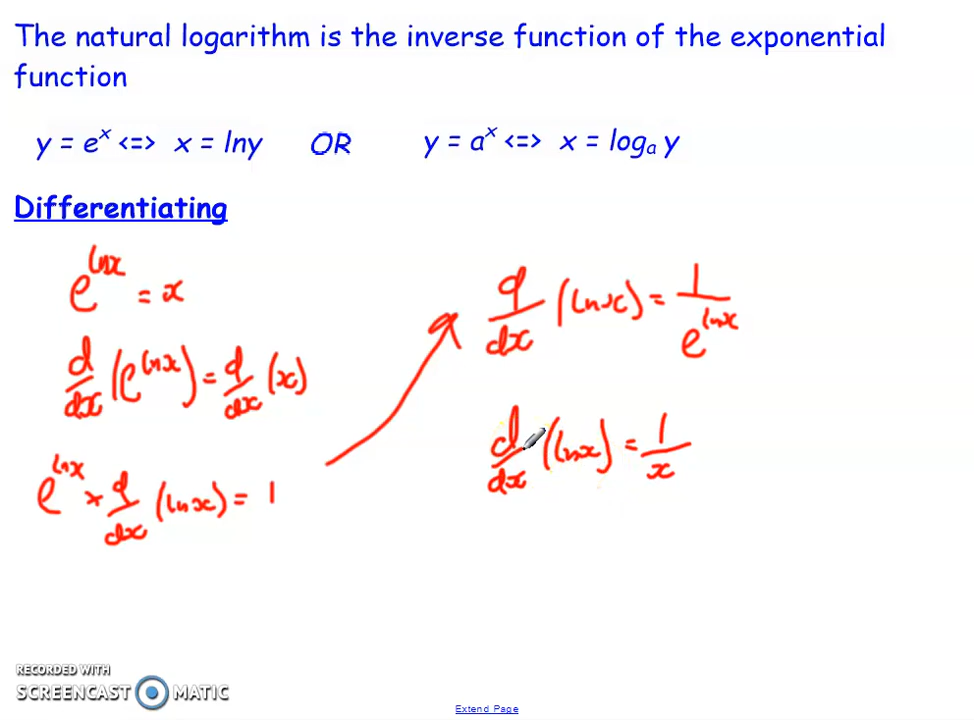 The natural logarithm is the inverse function of the exponential
function
y = e^x <=> x = lny OR y = a^x <=> x = log_a y
Differentiating
e^lnx = x
d/dx (e^lnx) = d/dx (x)
e^lnx × d/dx (lnx) = 1
d/dx (lnx) = 1/e^lnx
d/dx (lnx) = 1/x
RECORDED WITH
SCREENCAST MATIC
Extend Page